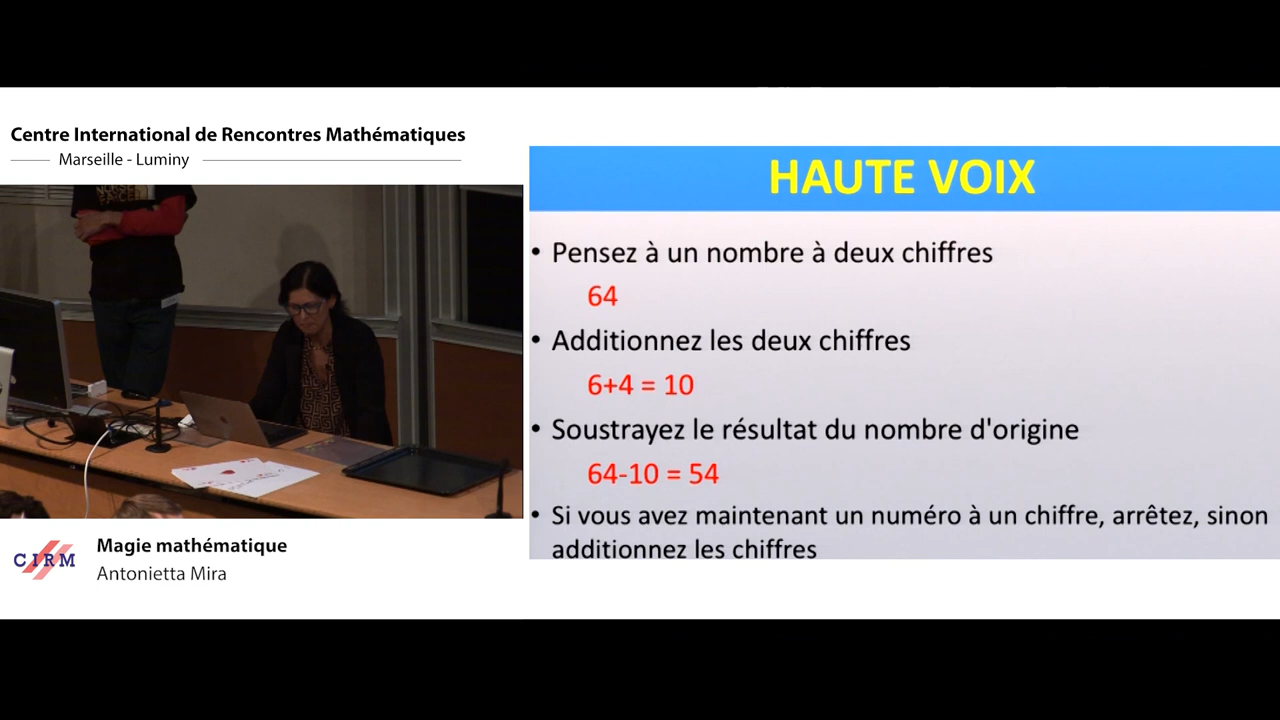 Centre International de Rencontres Mathématiques
Marseille - Luminy
HAUTE VOIX
• Pensez à un nombre à deux chiffres
64
• Additionnez les deux chiffres
6+4 = 10
• Soustrayez le résultat du nombre d'origine
64-10 = 54
• Si vous avez maintenant un numéro à un chiffre, arrêtez, sinon
additionnez les chiffres
CIRM
Magie mathématique
Antonietta Mira